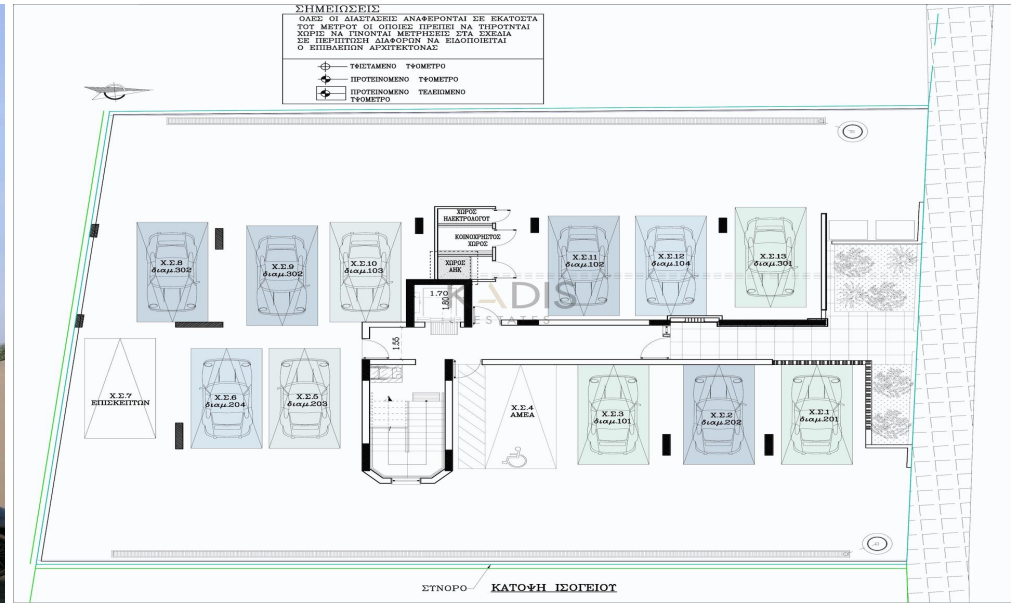 ΣΗΜΕΙΩΣΕΙΣ
ΟΛΕΣ ΟΙ ΔΙΑΣΤΑΣΕΙΣ ΑΝΑΦΕΡΟΝΤΑΙ ΣΕ ΕΚΑΤΟΣΤΑ
ΤΟΥ ΜΕΤΡΟΥ ΟΙ ΟΠΟΙΕΣ ΠΡΕΠΕΙ ΝΑ ΤΗΡΟΥΝΤΑΙ
ΧΩΡΙΣ ΝΑ ΓΙΝΟΝΤΑΙ ΜΕΤΡΗΣΕΙΣ ΣΤΑ ΣΧΕΔΙΑ
ΣΕ ΠΕΡΙΠΤΩΣΗ ΔΙΑΦΟΡΩΝ ΝΑ ΕΙΔΟΠΟΙΕΙΤΑΙ
Ο ΕΠΙΒΛΕΠΩΝ ΑΡΧΙΤΕΚΤΟΝΑΣ
ΥΦΙΣΤΑΜΕΝΟ ΥΨΟΜΕΤΡΟ
ΠΡΟΤΕΙΝΟΜΕΝΟ ΥΨΟΜΕΤΡΟ
ΠΡΟΤΕΙΝΟΜΕΝΟ ΤΕΛΕΙΩΜΕΝΟ
ΥΨΟΜΕΤΡΟ
ΧΩΡΟΣ
ΗΛΕΚΤΡΟΛΟΓΟΥ
ΚΟΙΝΟΧΡΗΣΤΟΣ
ΧΩΡΟΣ
ΧΩΡΟΣ
ΑΗΚ
Χ.Σ.8
διαμ.302
Χ.Σ.9
διαμ.302
Χ.Σ.10
διαμ.103
Χ.Σ.11
διαμ.102
Χ.Σ.12
διαμ.104
Χ.Σ.13
διαμ.301
1.70
1.80
KADIS
ESTATES
1.55
Χ.Σ.7
ΕΠΙΣΚΕΠΤΩΝ
Χ.Σ.6
διαμ.204
Χ.Σ.5
διαμ.203
Χ.Σ.4
ΑΜΕΑ
Χ.Σ.3
διαμ.101
Χ.Σ.2
διαμ.202
Χ.Σ.1
διαμ.201
ΣΥΝΟΡΟ
ΚΑΤΟΨΗ ΙΣΟΓΕΙΟΥ